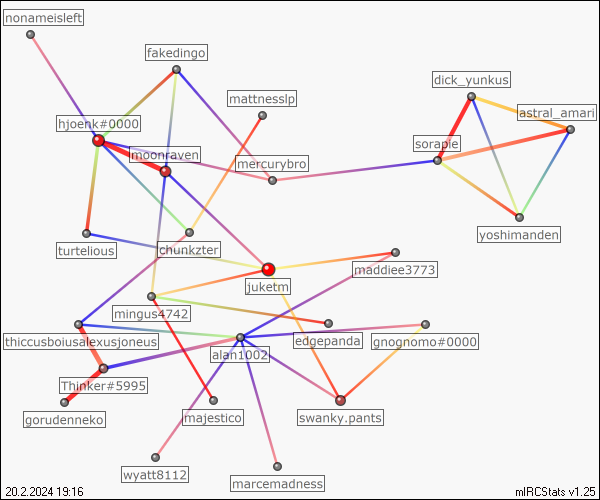 nonameisleft
fakedingo
dick_yunkus
mattnesslp
astral_amari
hjoenk#0000
sorapie
moonraven
mercurybro
yoshimanden
turtelious
chunkzter
maddiee3773
juketm
mingus4742
thiccusboiusalexusjoneus
edgepanda
gnognomo#0000
alan1002
Thinker#5995
gorudenneko
majestico
swanky.pants
wyatt8112
marcemadness
20.2.2024 19:16
mIRCStats v1.25